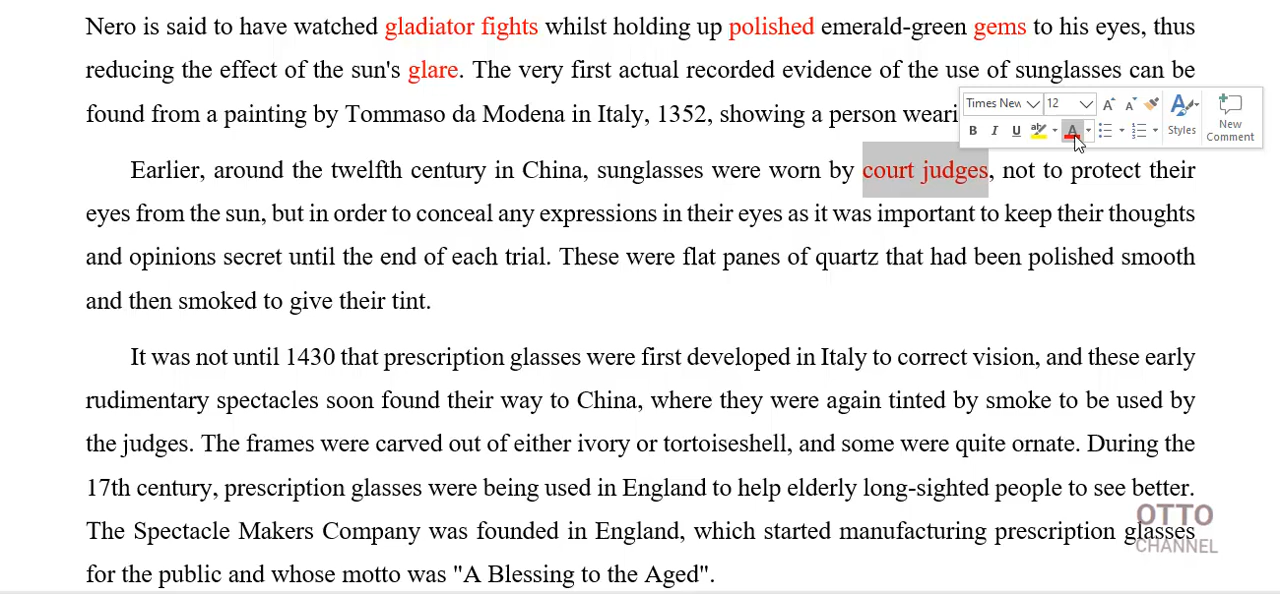 Nero is said to have watched gladiator fights whilst holding up polished emerald-green gems to his eyes, thus
reducing the effect of the sun's glare. The very first actual recorded evidence of the use of sunglasses can be
found from a painting by Tommaso da Modena in Italy, 1352, showing a person weari
Times New 12
B I U
Styles
New
Comment
Earlier, around the twelfth century in China, sunglasses were worn by court judges, not to protect their
eyes from the sun, but in order to conceal any expressions in their eyes as it was important to keep their thoughts
and opinions secret until the end of each trial. These were flat panes of quartz that had been polished smooth
and then smoked to give their tint.
It was not until 1430 that prescription glasses were first developed in Italy to correct vision, and these early
rudimentary spectacles soon found their way to China, where they were again tinted by smoke to be used by
the judges. The frames were carved out of either ivory or tortoiseshell, and some were quite ornate. During the
17th century, prescription glasses were being used in England to help elderly long-sighted people to see better.
The Spectacle Makers Company was founded in England, which started manufacturing prescription glasses
for the public and whose motto was "A Blessing to the Aged".
OTTO
CHANNEL